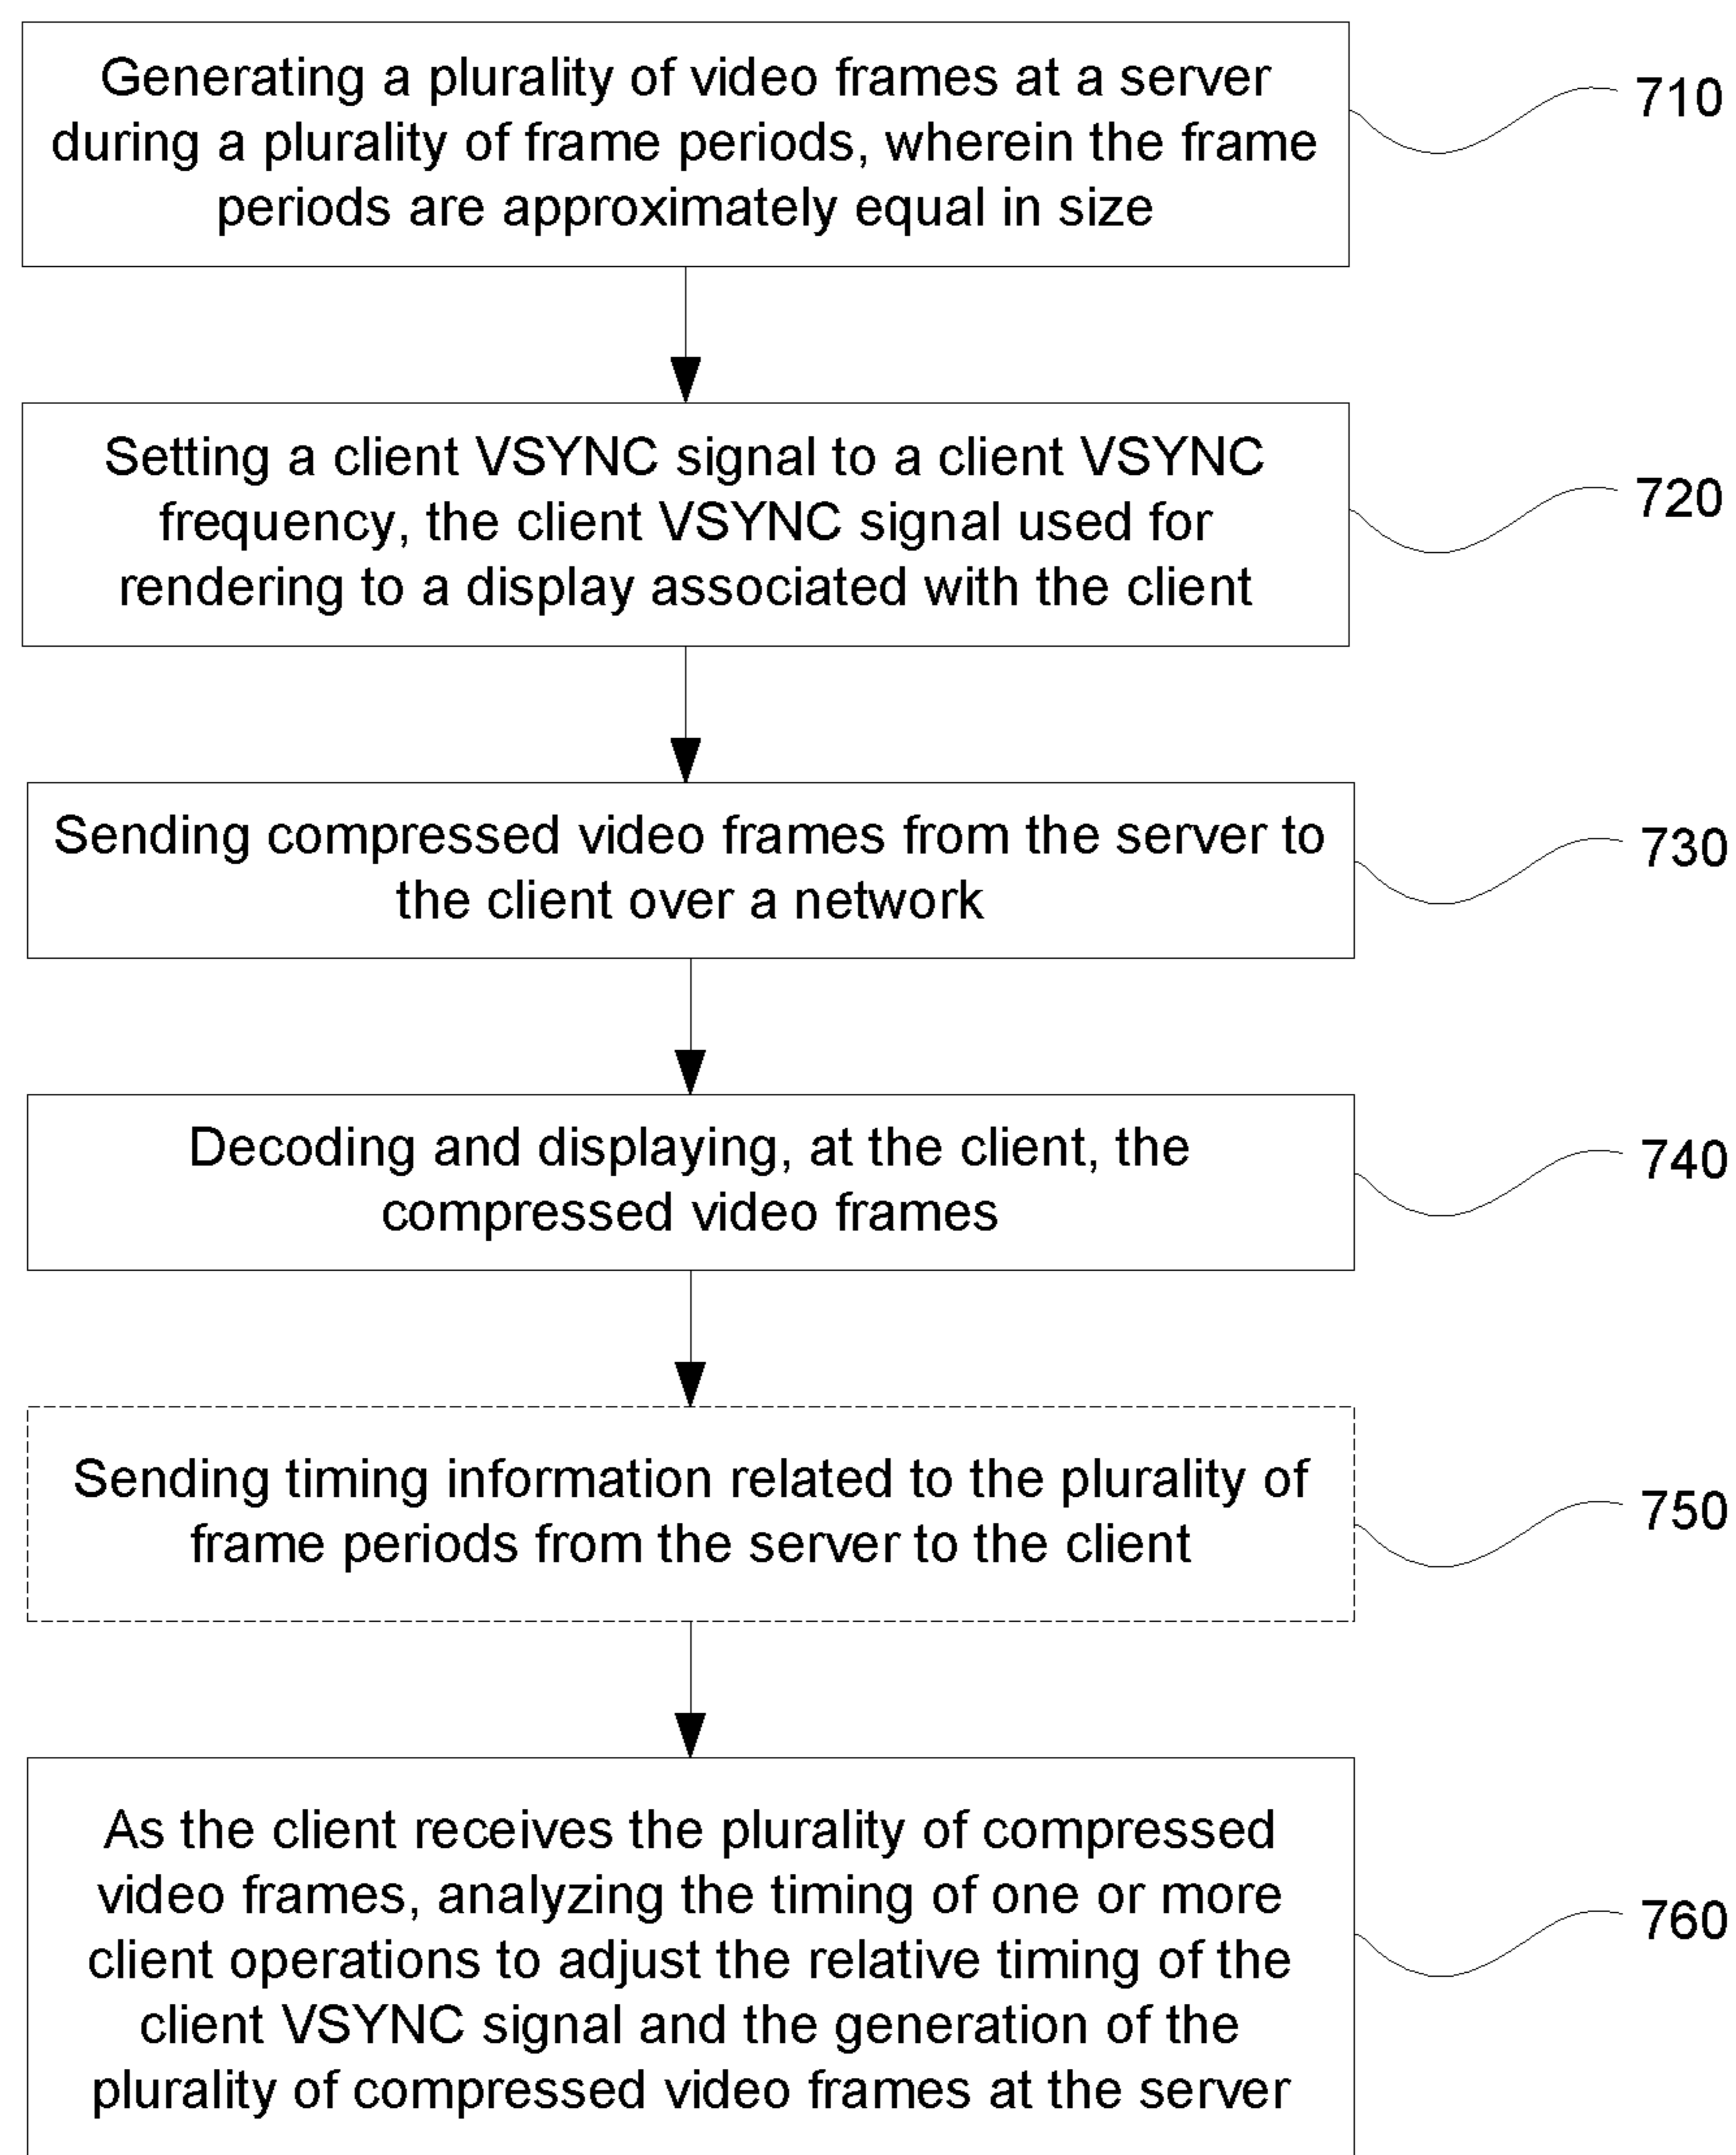 Generating a plurality of video frames at a server
during a plurality of frame periods, wherein the frame
periods are approximately equal in size
710
Setting a client VSYNC signal to a client VSYNC
frequency, the client VSYNC signal used for
rendering to a display associated with the client
720
Sending compressed video frames from the server to
the client over a network
730
Decoding and displaying, at the client, the
compressed video frames
740
Sending timing information related to the plurality of
frame periods from the server to the client
750
As the client receives the plurality of compressed
video frames, analyzing the timing of one or more
client operations to adjust the relative timing of the
client VSYNC signal and the generation of the
plurality of compressed video frames at the server
760